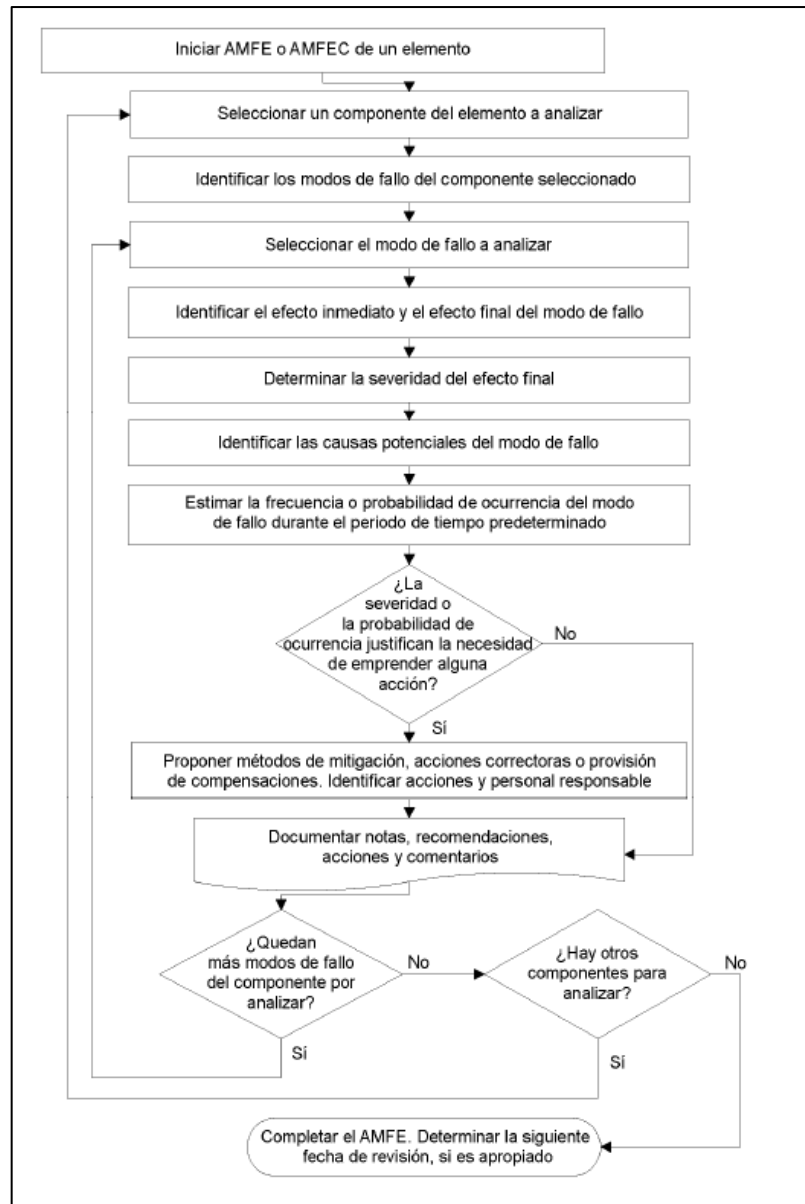 Iniciar AMFE o AMFEC de un elemento
Seleccionar un componente del elemento a analizar
Identificar los modos de fallo del componente seleccionado
Seleccionar el modo de fallo a analizar
Identificar el efecto inmediato y el efecto final del modo de fallo
Determinar la severidad del efecto final
Identificar las causas potenciales del modo de fallo
Estimar la frecuencia o probabilidad de ocurrencia del modo
de fallo durante el periodo de tiempo predeterminado
¿La
severidad o
la probabilidad de
ocurrencia justifican la necesidad
de emprender alguna
acción?
No
Sí
Proponer métodos de mitigación, acciones correctoras o provisión
de compensaciones. Identificar acciones y personal responsable
Documentar notas, recomendaciones,
acciones y comentarios
¿Quedan
más modos de fallo
del componente por
analizar?
No
Sí
¿Hay otros
componentes para
analizar?
No
Sí
Completar el AMFE. Determinar la siguiente
fecha de revisión, si es apropiado